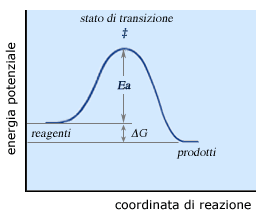 stato di transizione
‡
energia potenziale
Ea
reagenti
ΔG
prodotti
coordinata di reazione